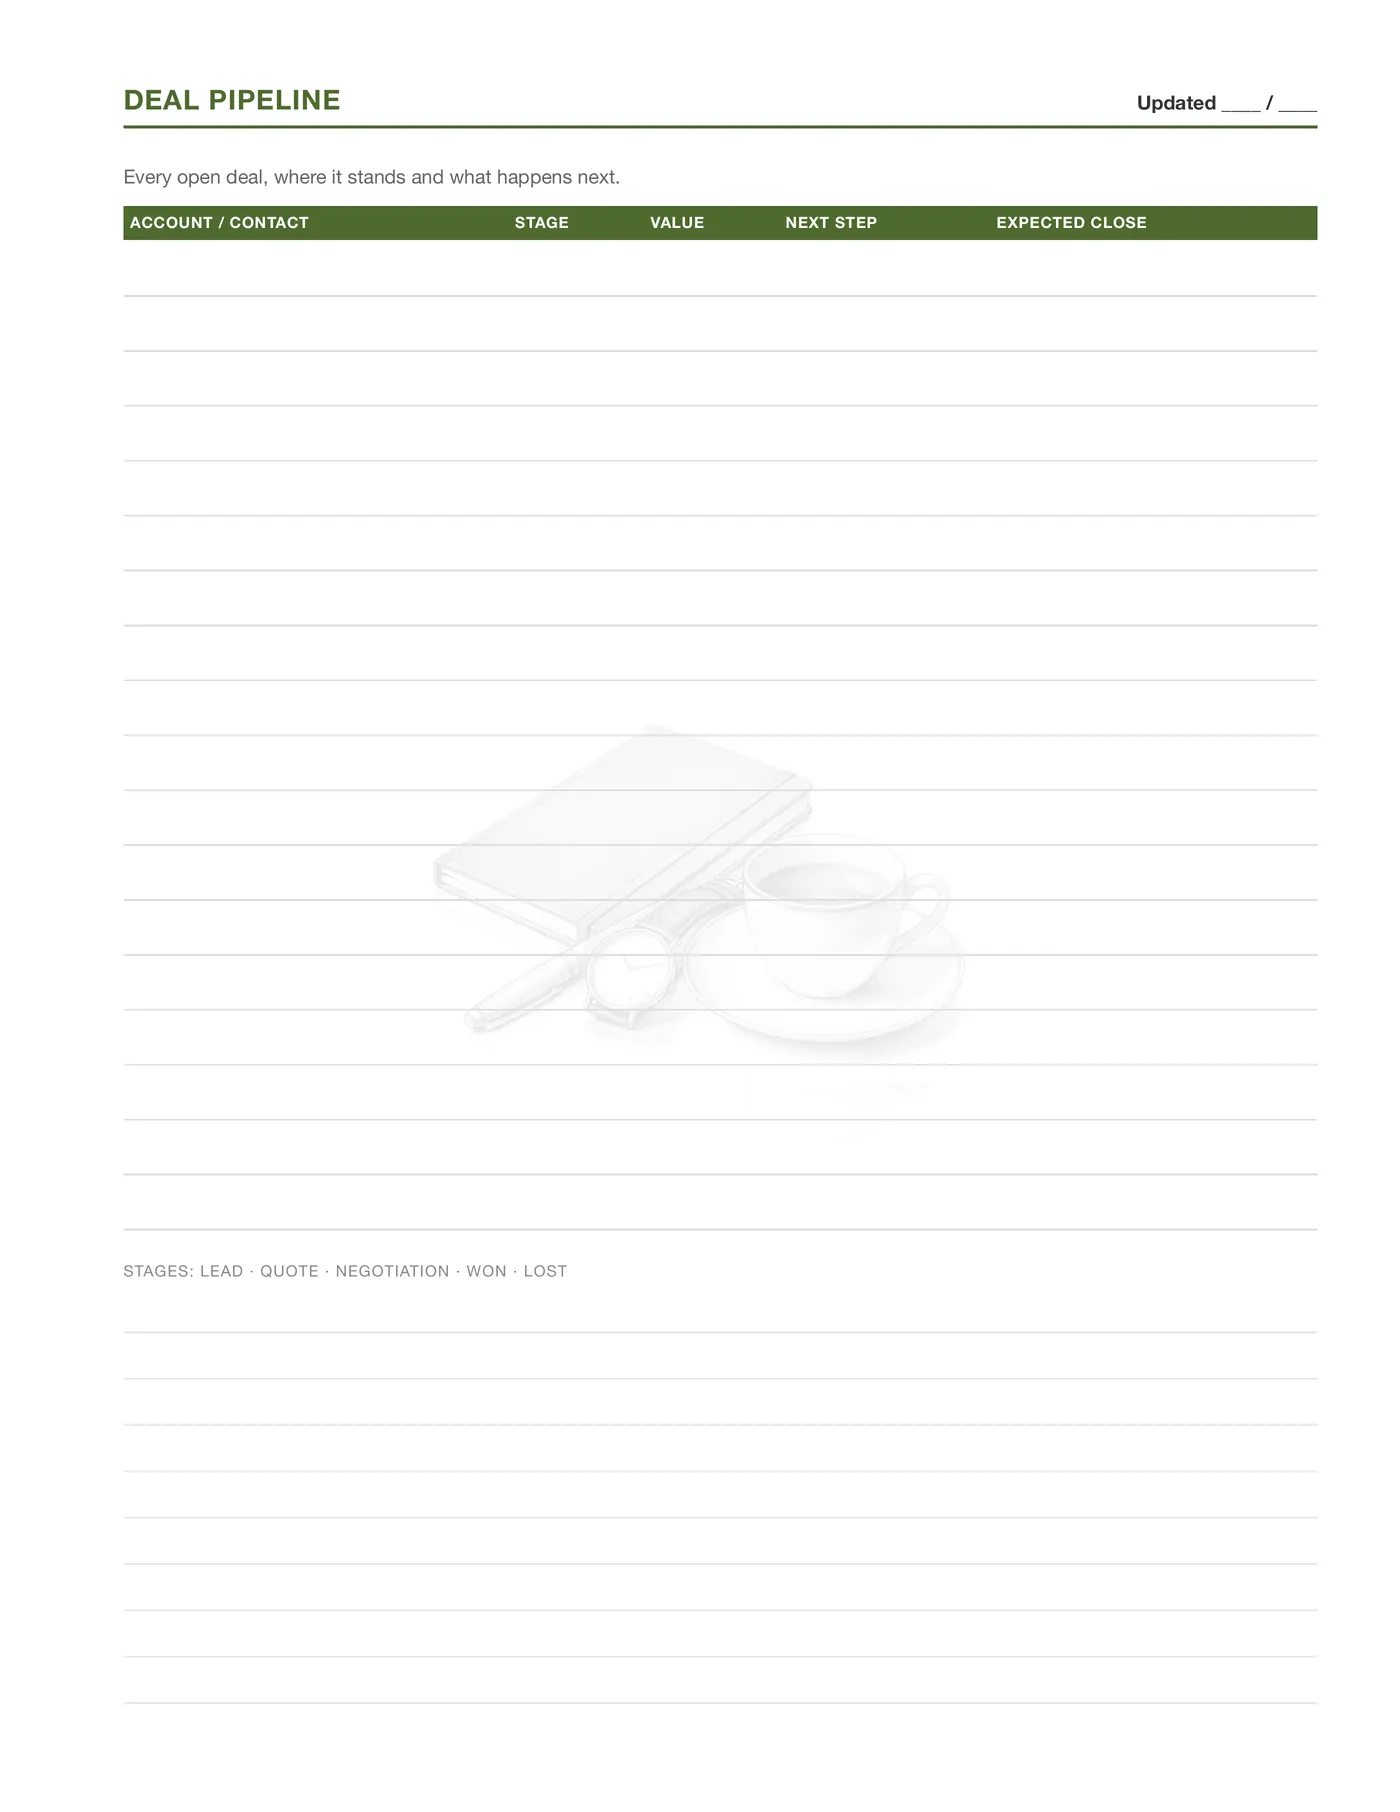 DEAL PIPELINE
Updated ____ / ____
Every open deal, where it stands and what happens next.
ACCOUNT / CONTACT STAGE VALUE NEXT STEP EXPECTED CLOSE
STAGES: LEAD · QUOTE · NEGOTIATION · WON · LOST